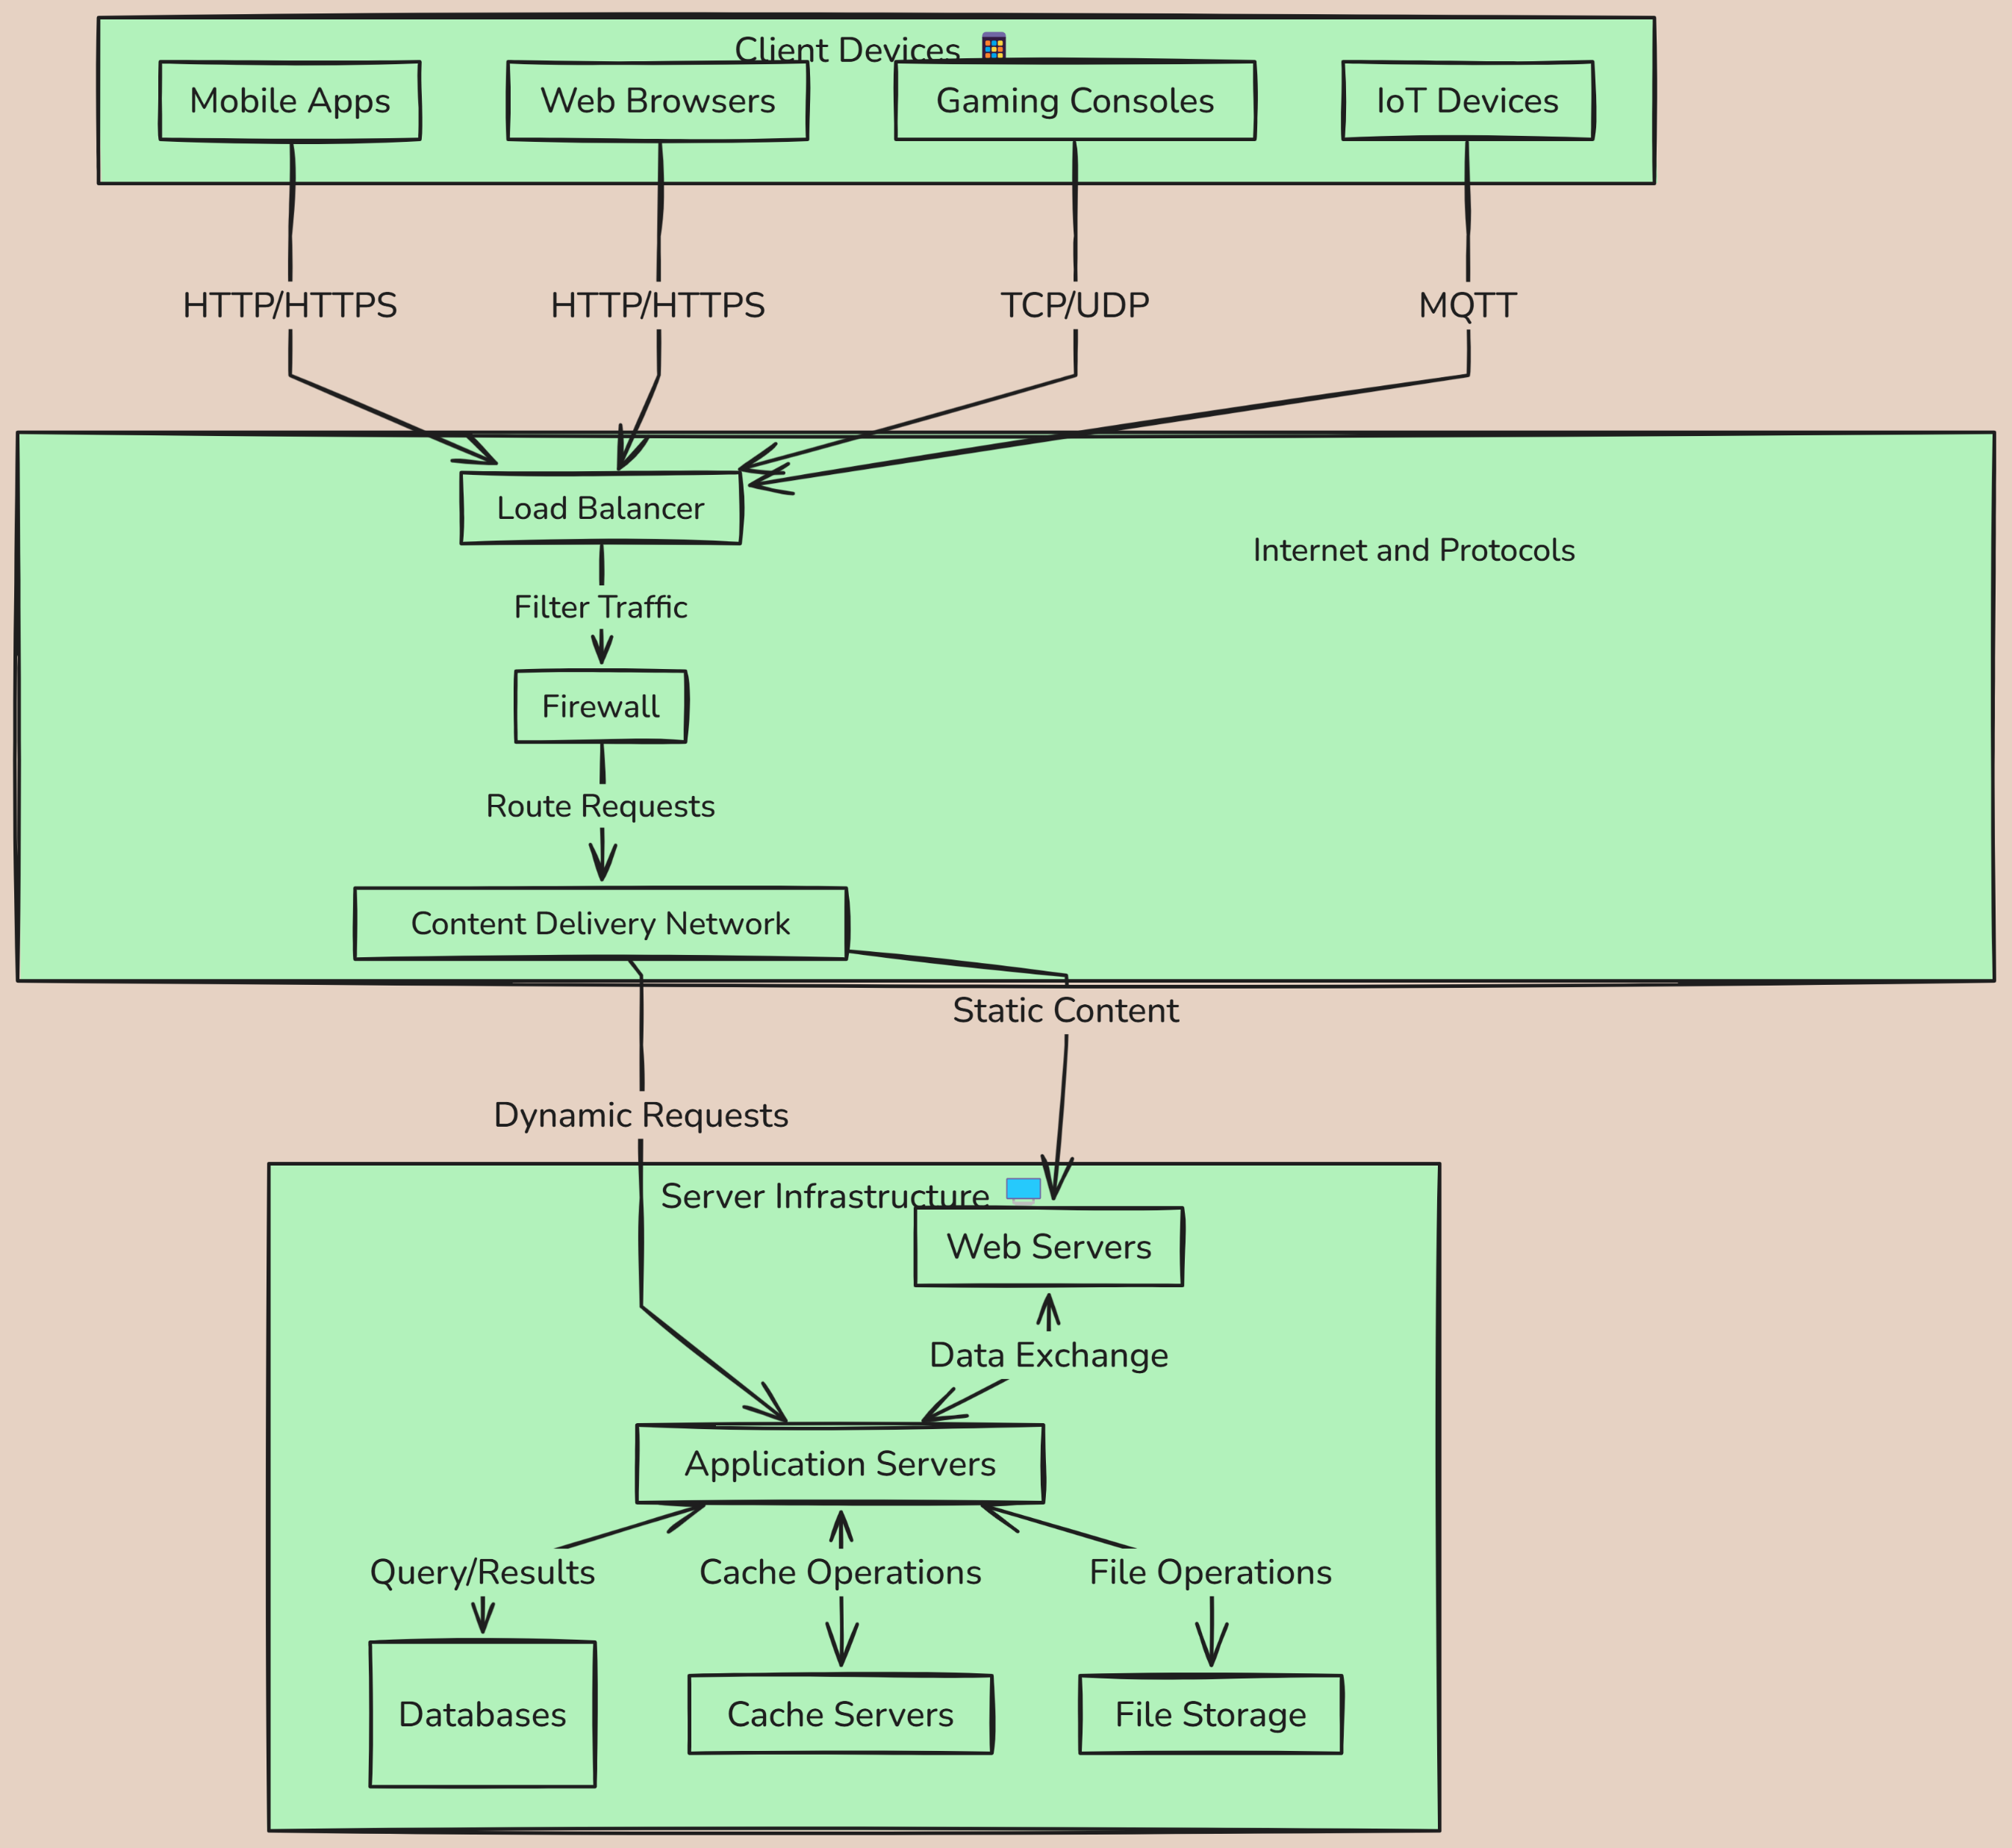 Client Devices
Mobile Apps
Web Browsers
Gaming Consoles
IoT Devices
HTTP/HTTPS
HTTP/HTTPS
TCP/UDP
MQTT
Load Balancer
Internet and Protocols
Filter Traffic
Firewall
Route Requests
Content Delivery Network
Static Content
Dynamic Requests
Server Infrastructure
Web Servers
Data Exchange
Application Servers
Query/Results
Cache Operations
File Operations
Databases
Cache Servers
File Storage